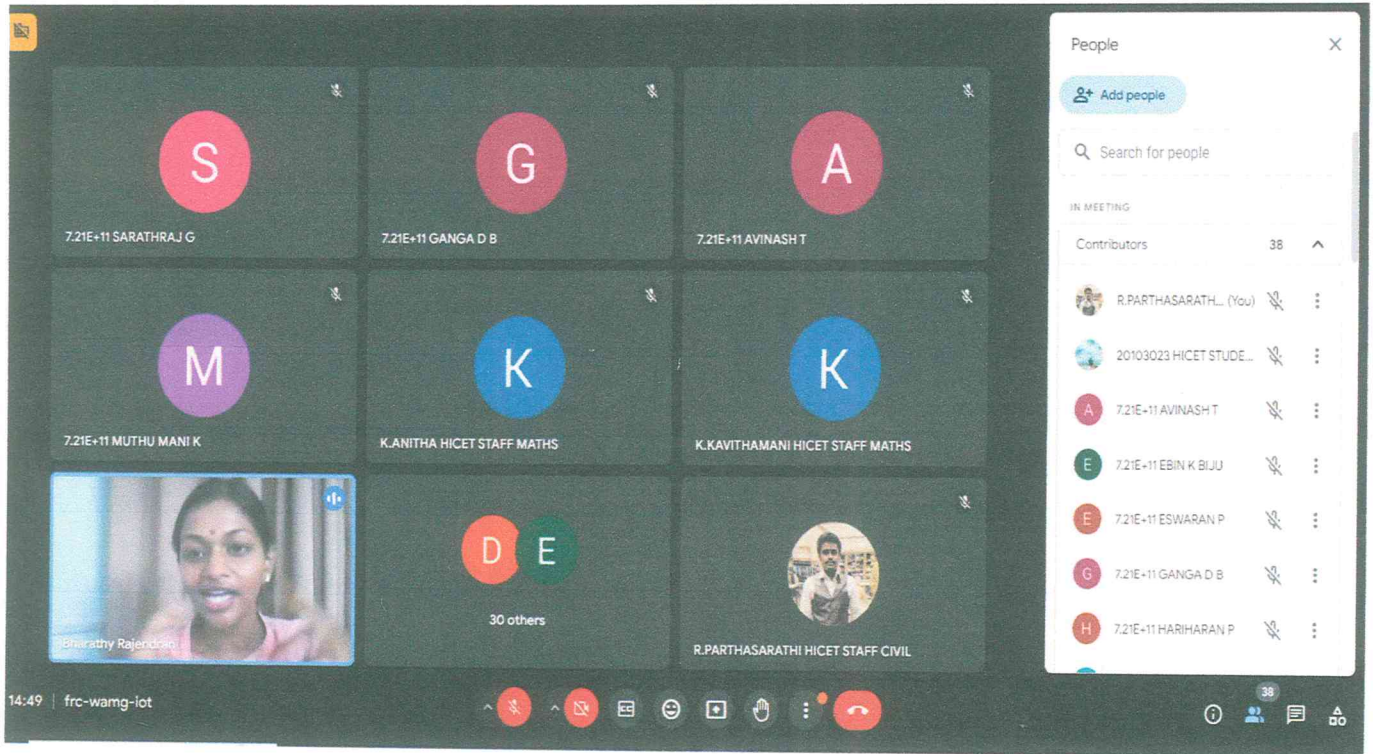 S
G
A
7.21E+11 SARATHRAJ G
7.21E+11 GANGA D B
7.21E+11 AVINASH T
M
K
K
7.21E+11 MUTHU MANI K
K.ANITHA HICET STAFF MATHS
K.KAVITHAMANI HICET STAFF MATHS
Bharathy Rajendran
D E
30 others
R.PARTHASARATHI HICET STAFF CIVIL
14:49 | frc-wamg-iot
CC
38
People
Add people
Search for people
IN MEETING
Contributors 38
R.PARTHASARATH... (You)
20103023 HICET STUDE...
A 7.21E+11 AVINASH T
E 7.21E+11 EBIN K BIJU
E 7.21E+11 ESWARAN P
G 7.21E+11 GANGA D B
H 7.21E+11 HARIHARAN P